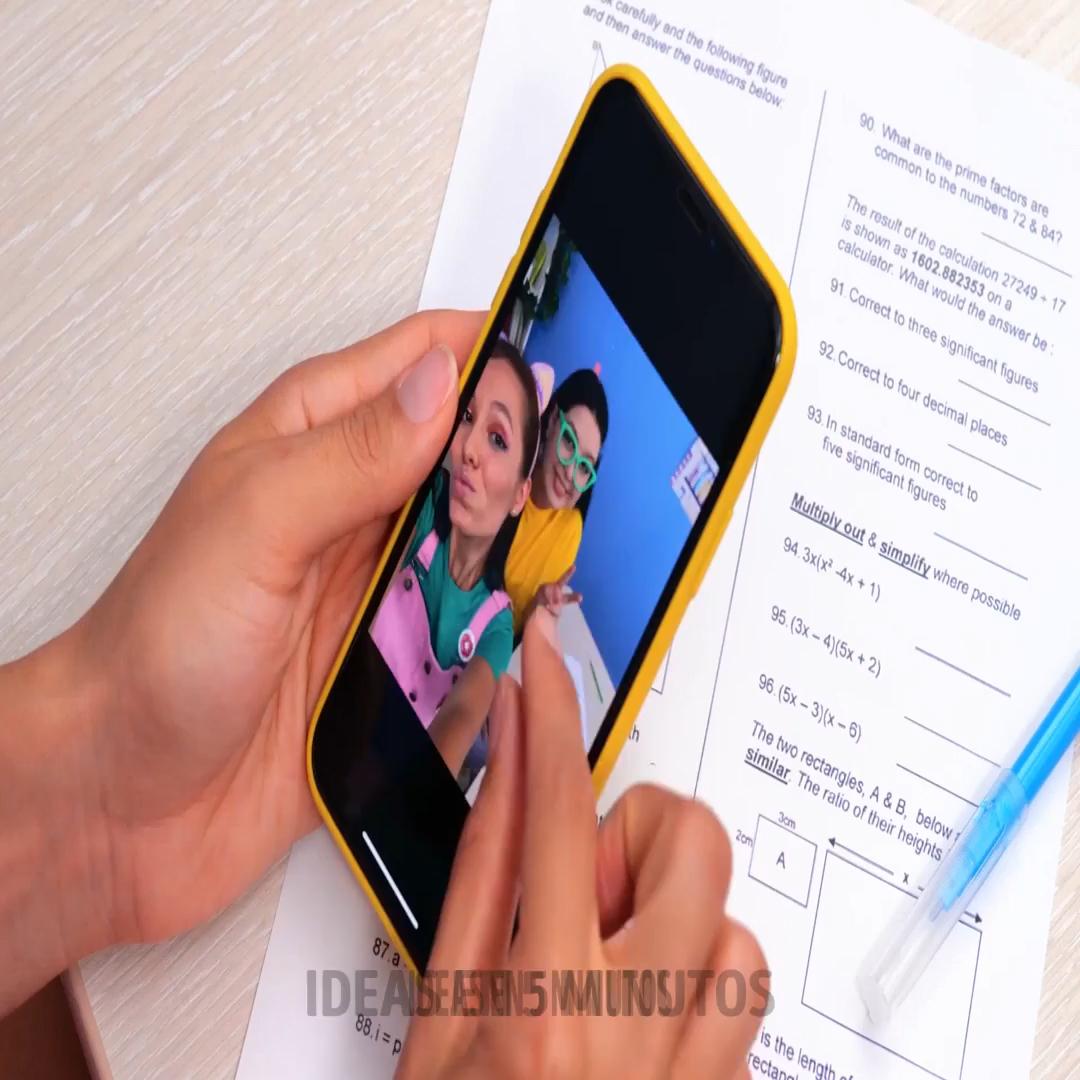 carefully and the following figure
and then answer the questions below:
90. What are the prime factors are
common to the numbers 72 & 84?
The result of the calculation 27249 ÷ 17
is shown as 1602.882353 on a
calculator. What would the answer be :
91. Correct to three significant figures
92. Correct to four decimal places
93. In standard form correct to
five significant figures
Multiply out & simplify where possible
94. 3x(x² -4x + 1)
95. (3x – 4)(5x + 2)
96. (5x – 3)(x – 6)
The two rectangles, A & B, below
similar. The ratio of their heights
3cm
2cm
A
x
87. a
88. i = p
is the length of